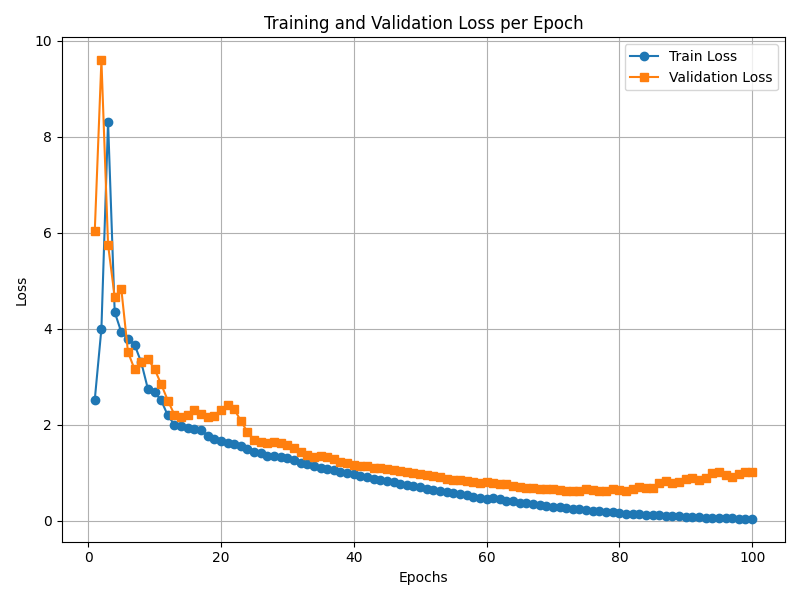 Training and Validation Loss per Epoch
Train Loss
Validation Loss
10
8
6
4
2
0
Loss
0 20 40 60 80 100
Epochs